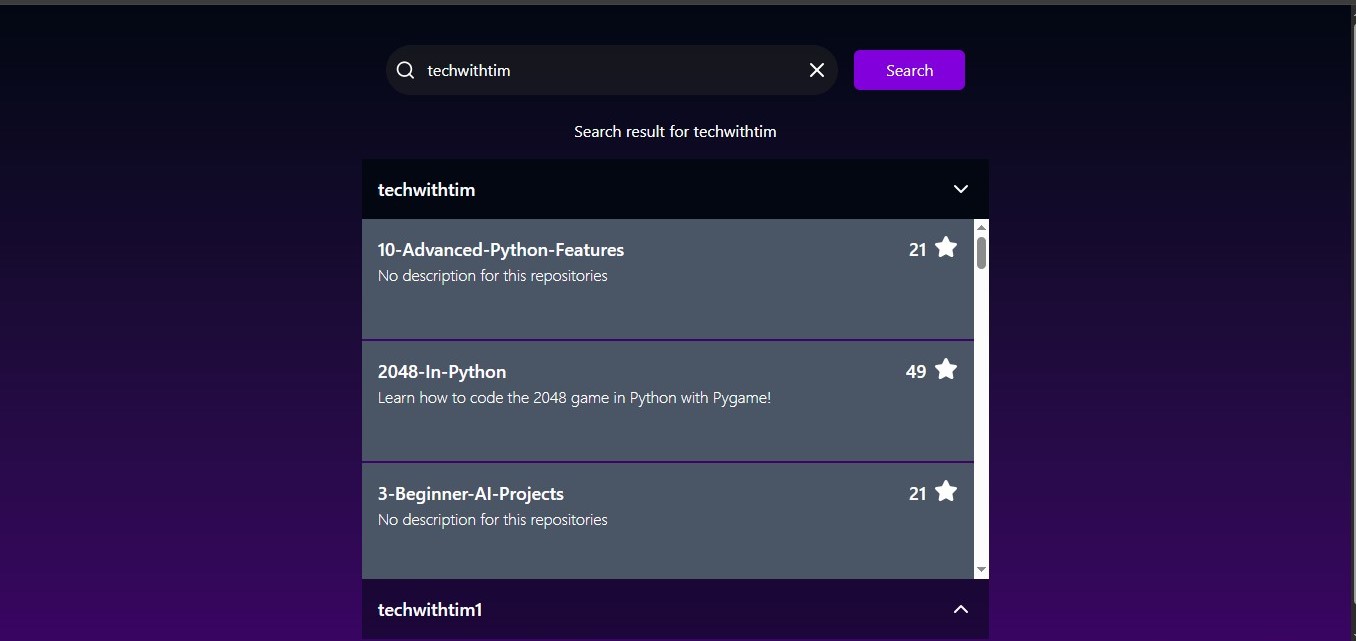 techwithtim
Search
Search result for techwithtim
techwithtim
10-Advanced-Python-Features
21
No description for this repositories
2048-In-Python
49
Learn how to code the 2048 game in Python with Pygame!
3-Beginner-AI-Projects
21
No description for this repositories
techwithtim1